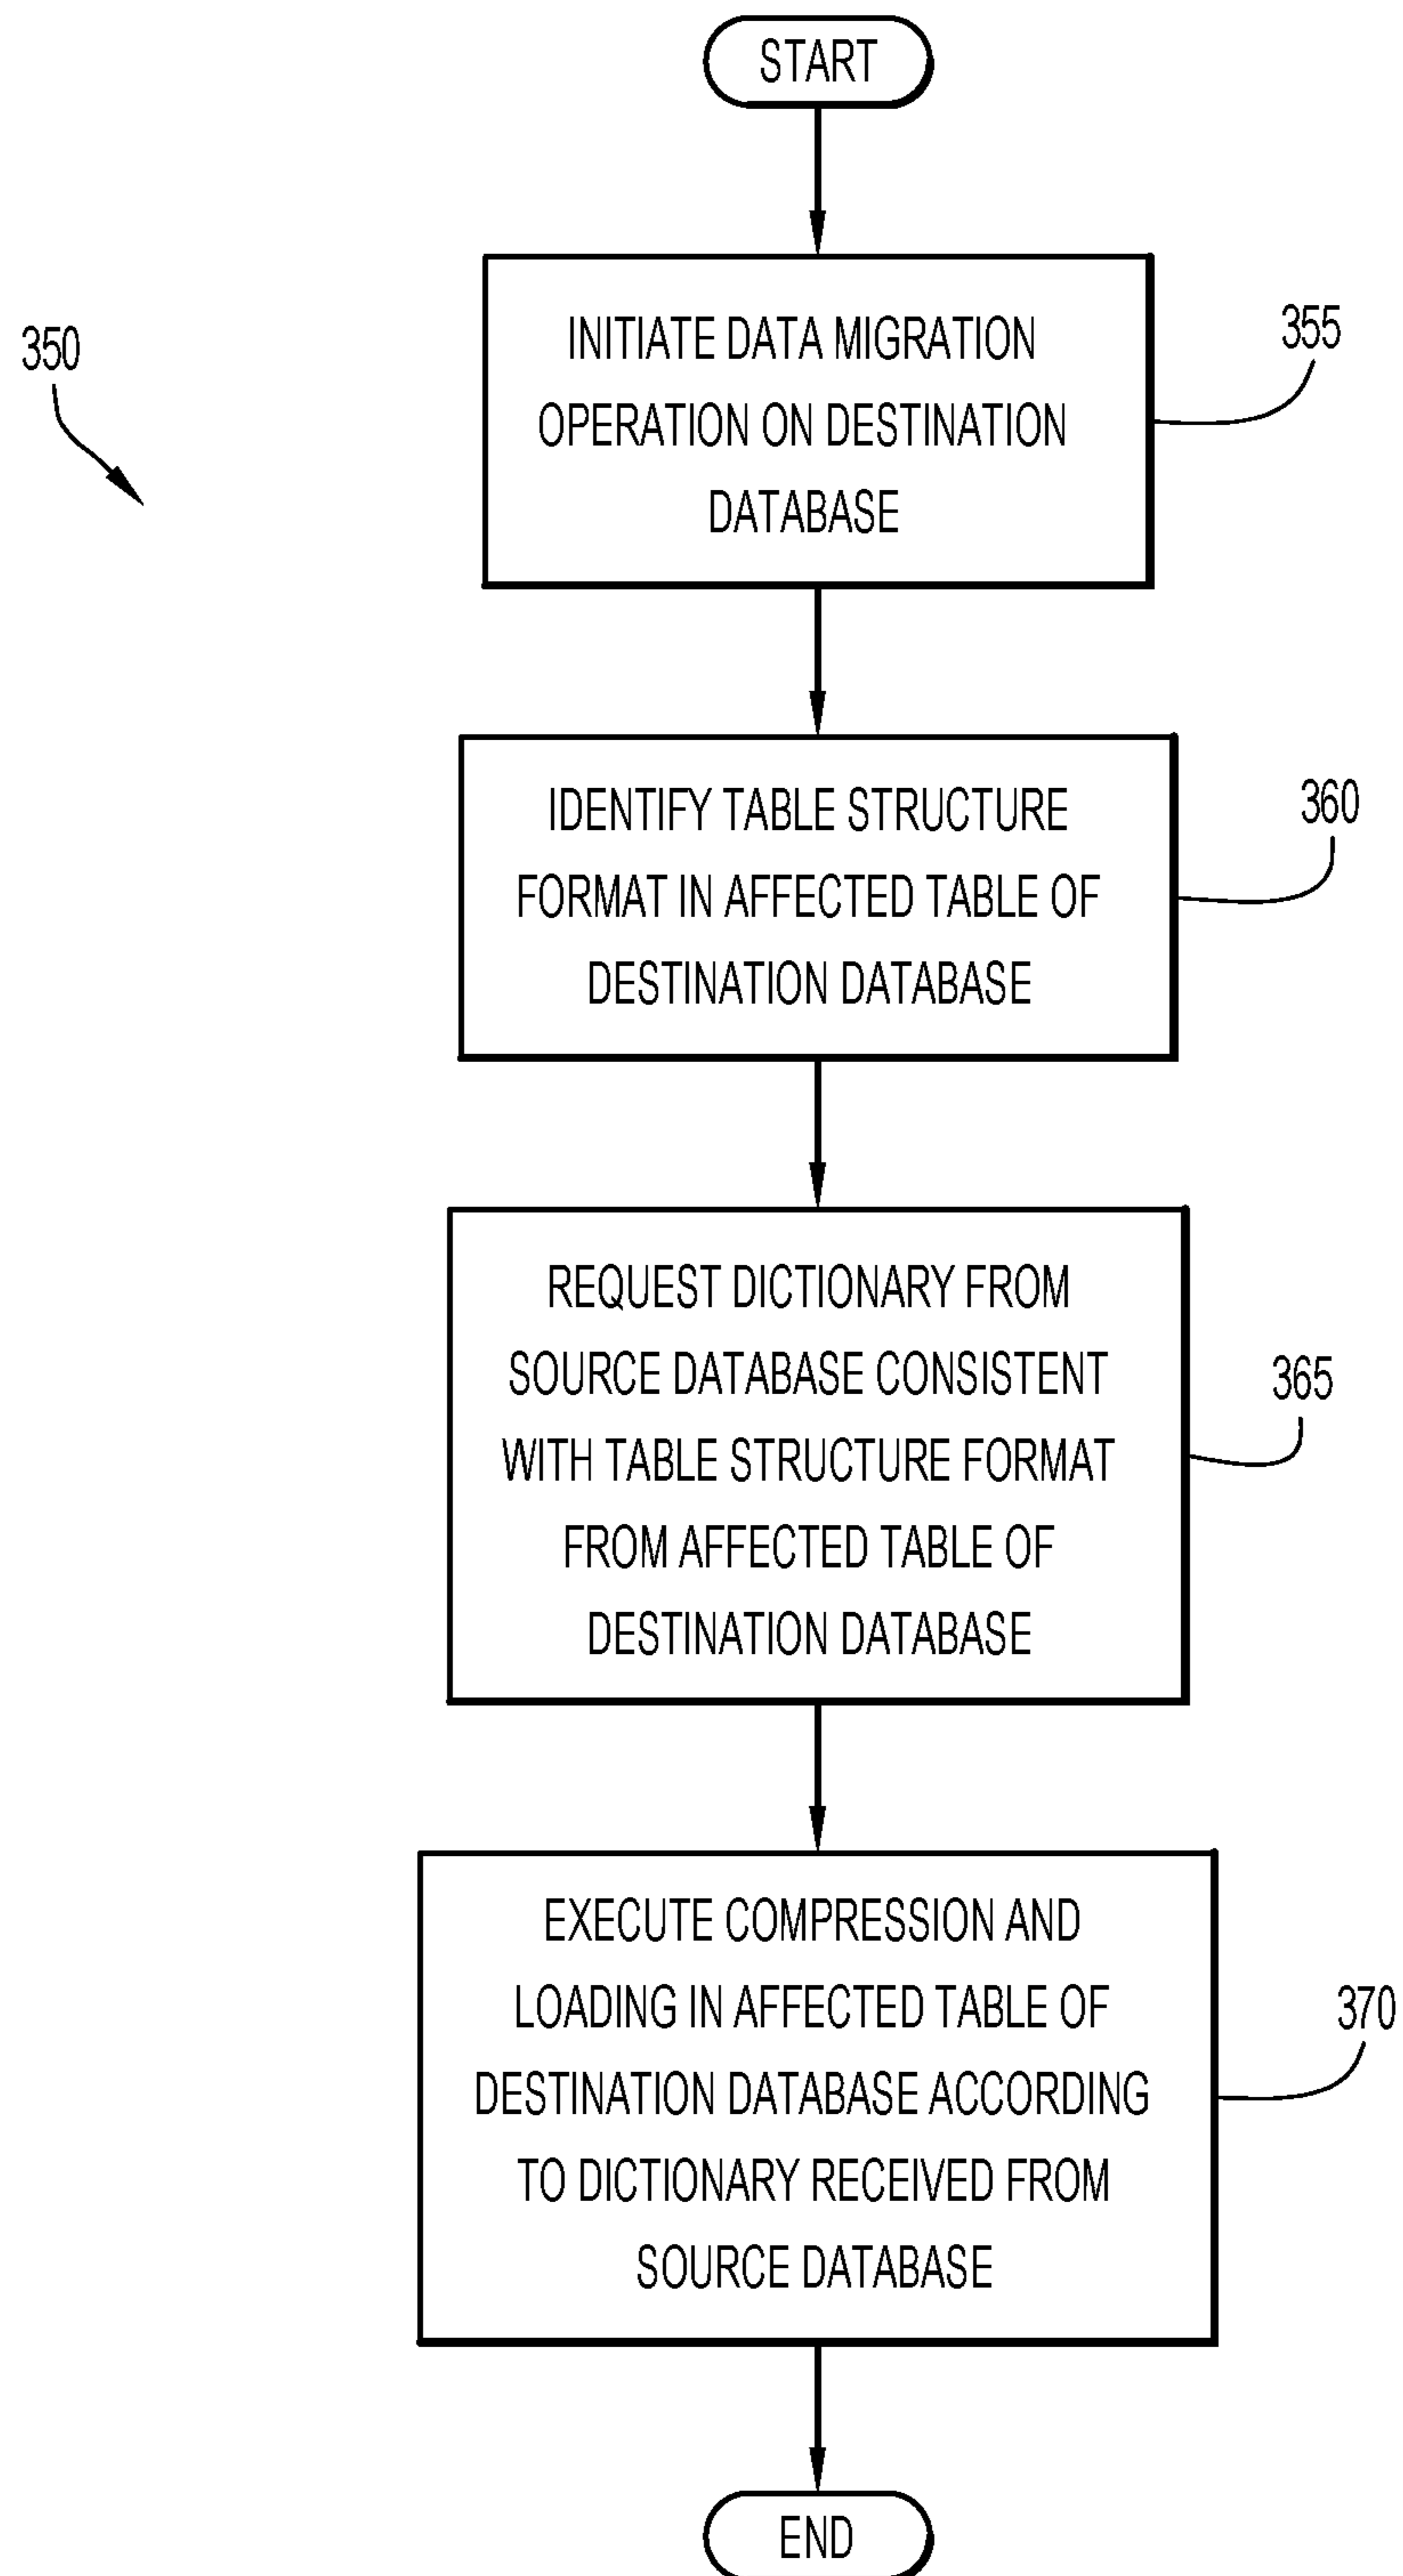 START
350
INITIATE DATA MIGRATION
OPERATION ON DESTINATION
DATABASE
355
IDENTIFY TABLE STRUCTURE
FORMAT IN AFFECTED TABLE OF
DESTINATION DATABASE
360
REQUEST DICTIONARY FROM
SOURCE DATABASE CONSISTENT
WITH TABLE STRUCTURE FORMAT
FROM AFFECTED TABLE OF
DESTINATION DATABASE
365
EXECUTE COMPRESSION AND
LOADING IN AFFECTED TABLE OF
DESTINATION DATABASE ACCORDING
TO DICTIONARY RECEIVED FROM
SOURCE DATABASE
370
END